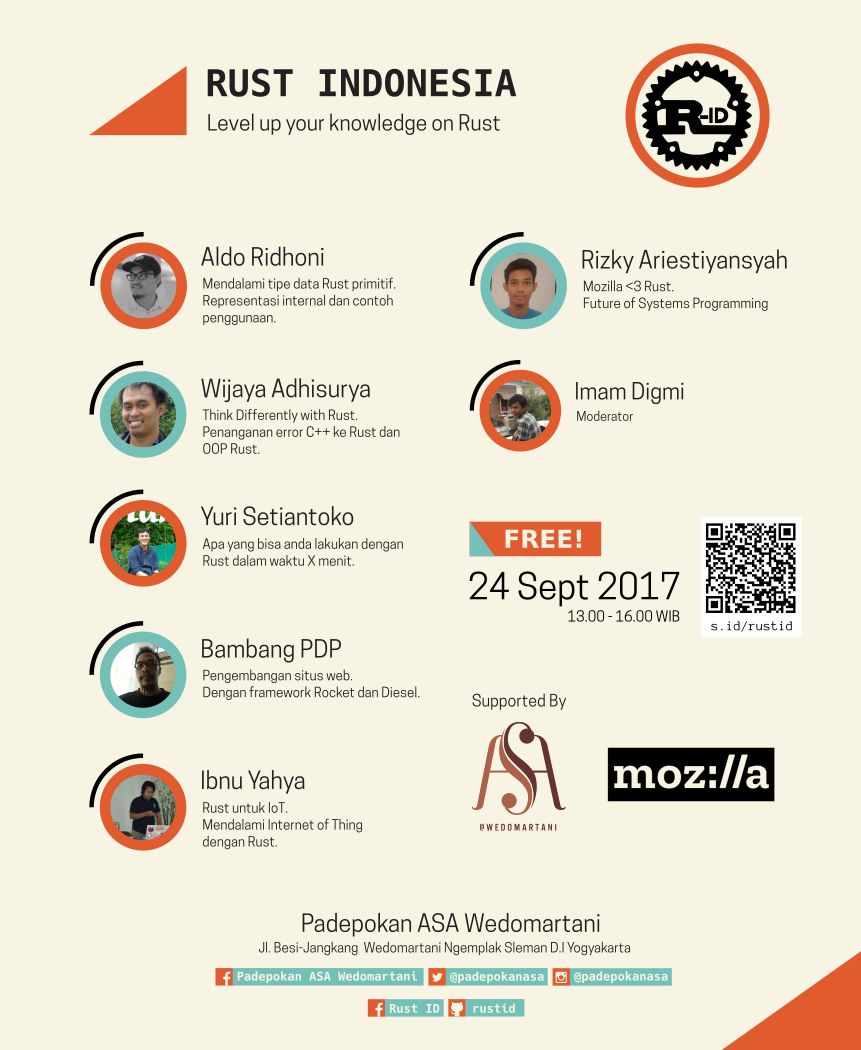 RUST INDONESIA
Level up your knowledge on Rust
R-ID
Aldo Ridhoni
Mendalami tipe data Rust primitif.
Representasi internal dan contoh
penggunaan.
Wijaya Adhisurya
Think Differently with Rust.
Penanganan error C++ ke Rust dan
OOP Rust.
Yuri Setiantoko
Apa yang bisa anda lakukan dengan
Rust dalam waktu X menit.
Bambang PDP
Pengembangan situs web.
Dengan framework Rocket dan Diesel.
Ibnu Yahya
Rust untuk IoT.
Mendalami Internet of Thing
dengan Rust.
Rizky Ariestiyansyah
Mozilla <3 Rust.
Future of Systems Programming
Imam Digmi
Moderator
FREE!
24 Sept 2017
13.00 - 16.00 WIB
s.id/rustid
Supported By
ASA
@WEDOMARTANI
moz://a
Padepokan ASA Wedomartani
Jl. Besi-Jangkang Wedomartani Ngemplak Sleman D.I Yogyakarta
Padepokan ASA Wedomartani @padepokanasa @padepokanasa
Rust ID rustid